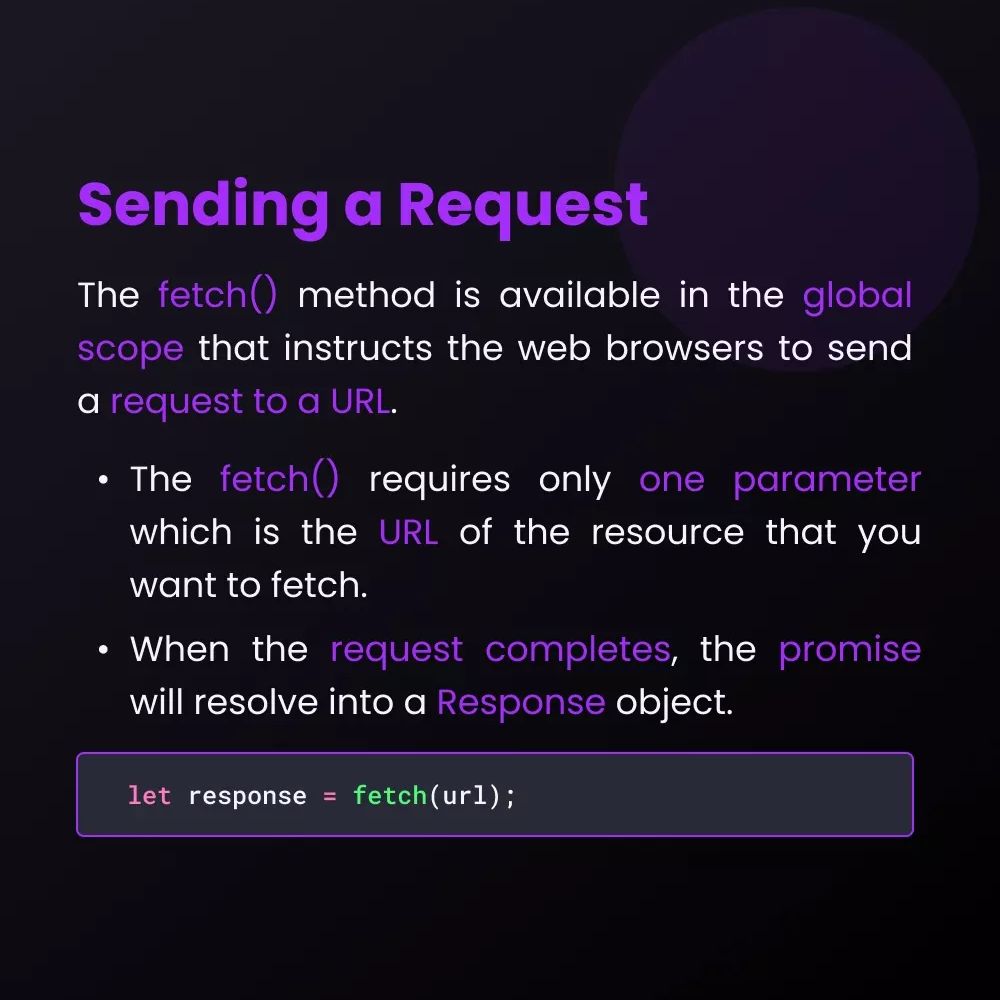 Sending a Request
The fetch() method is available in the global
scope that instructs the web browsers to send
a request to a URL.
• The fetch() requires only one parameter
which is the URL of the resource that you
want to fetch.
• When the request completes, the promise
will resolve into a Response object.
let response = fetch(url);